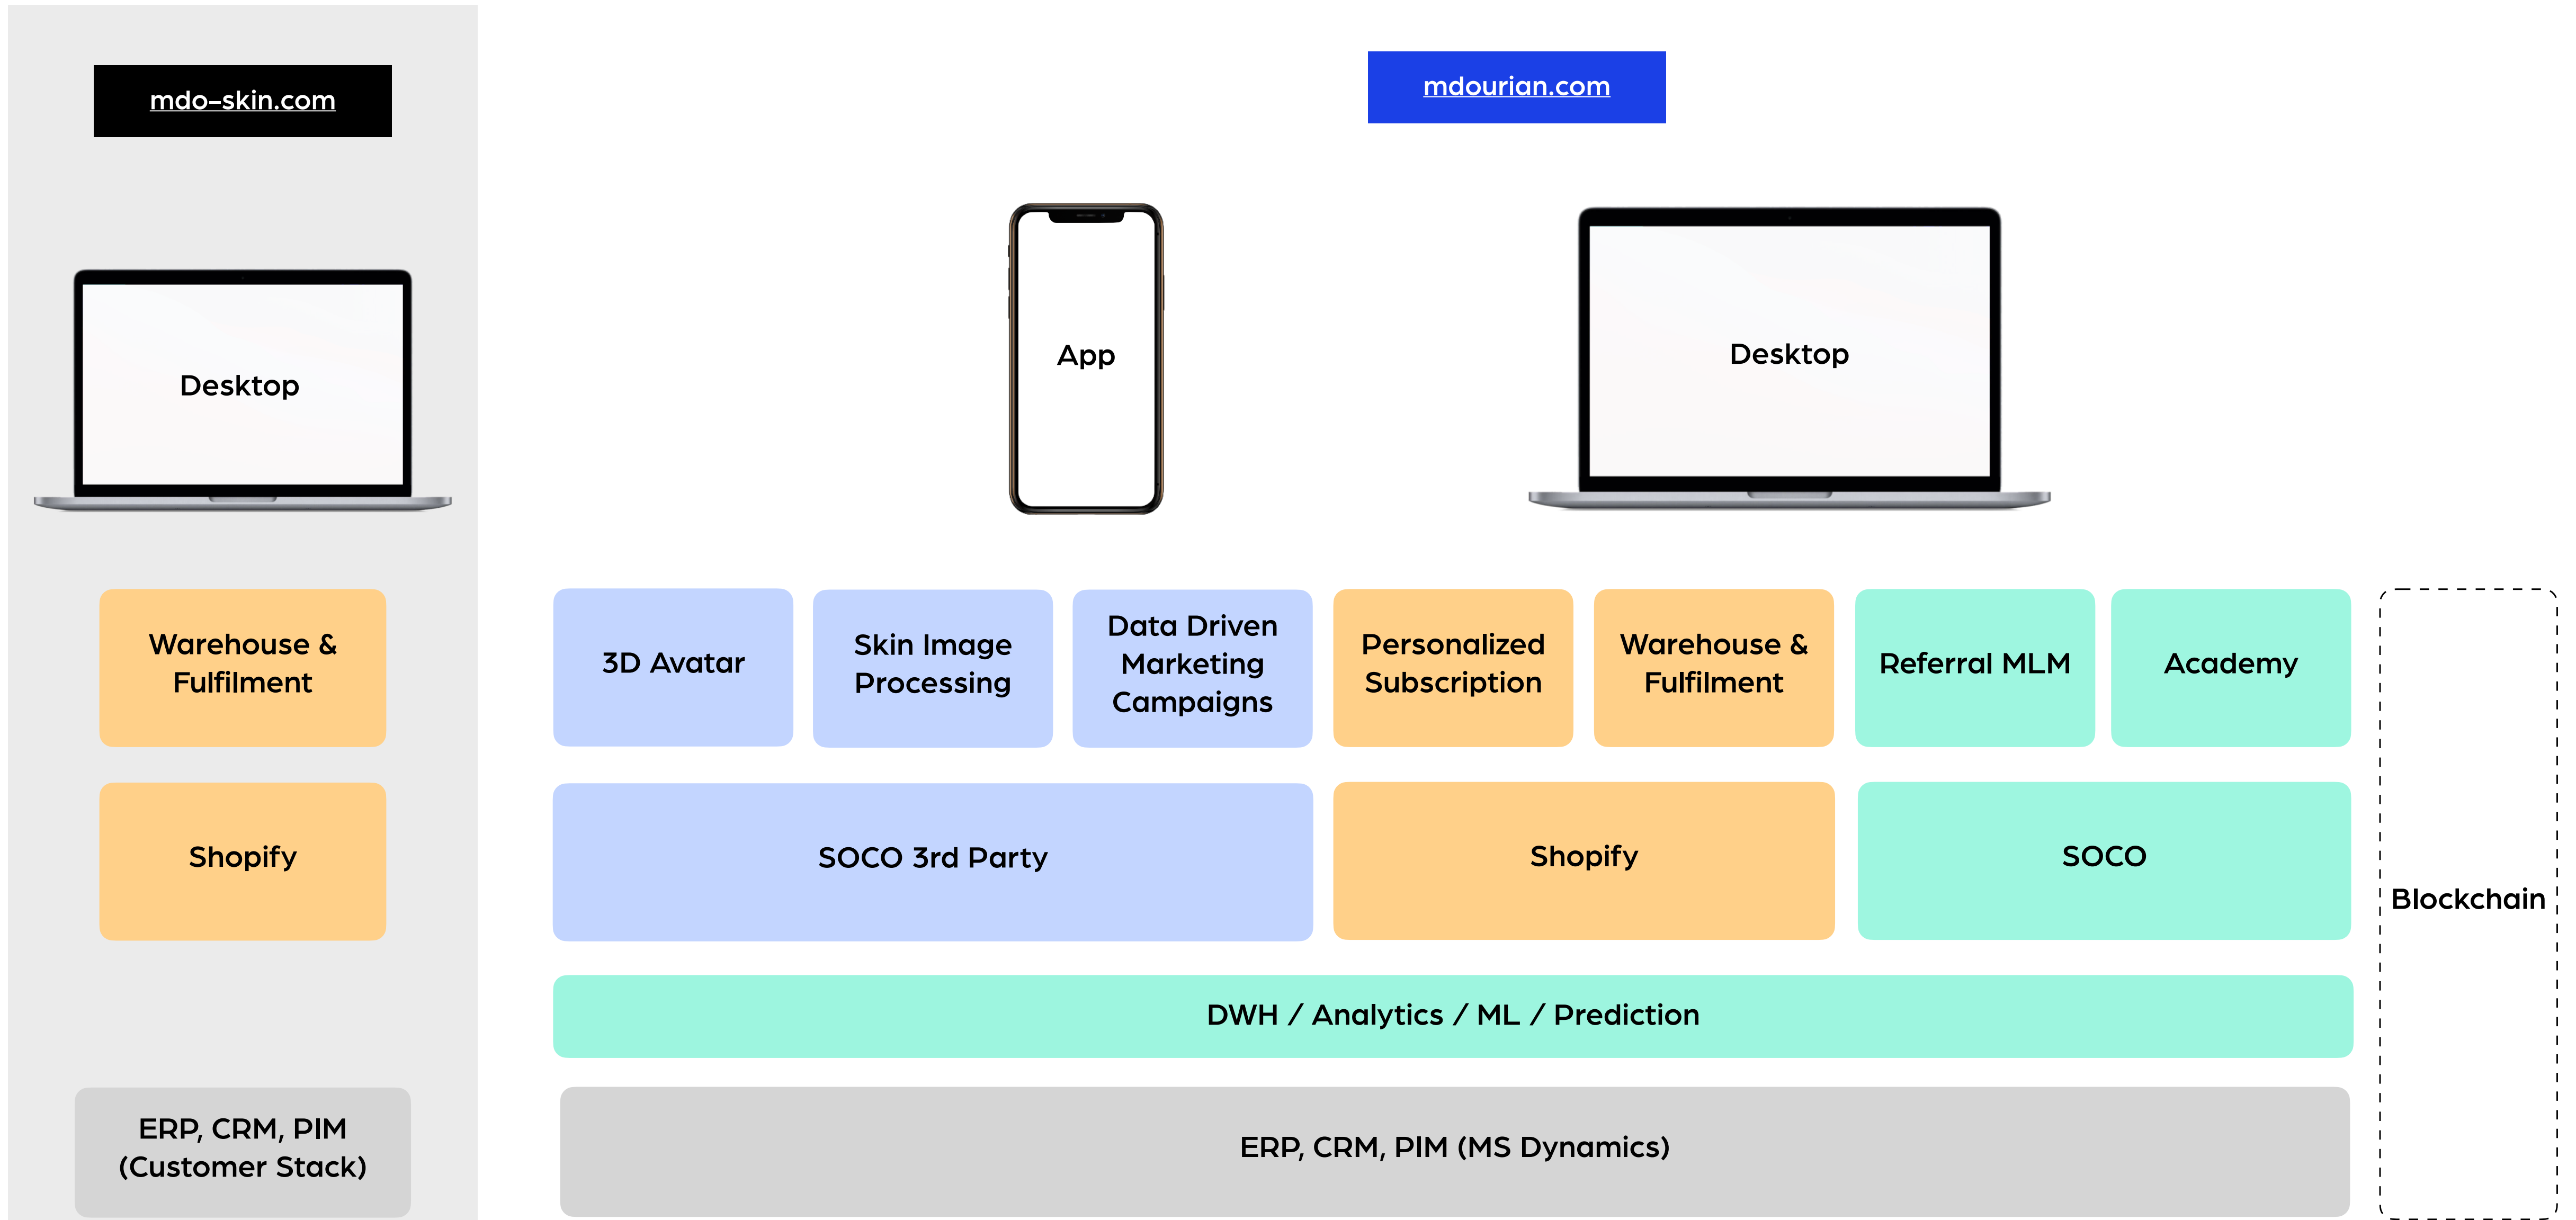 mdo-skin.com
Desktop
Warehouse &
Fulfilment
Shopify
ERP, CRM, PIM
(Customer Stack)
mdourian.com
App
Desktop
3D Avatar
Skin Image
Processing
Data Driven
Marketing
Campaigns
Personalized
Subscription
Warehouse &
Fulfilment
Referral MLM
Academy
SOCO 3rd Party
Shopify
SOCO
DWH / Analytics / ML / Prediction
ERP, CRM, PIM (MS Dynamics)
Blockchain